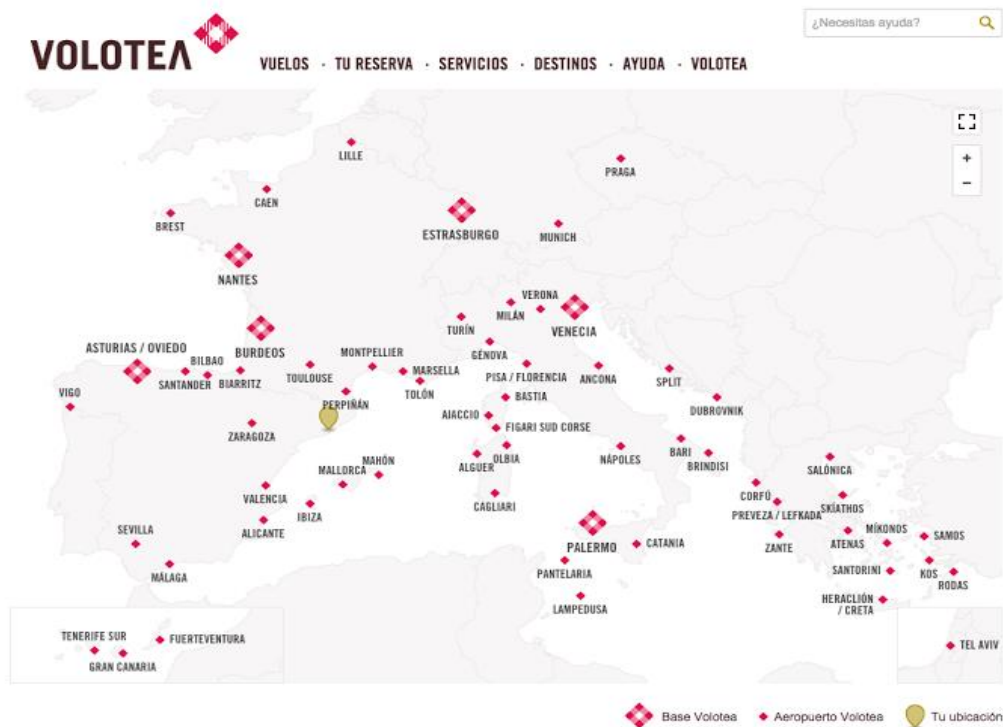 ¿Necesitas ayuda?
VOLOTEA
VUELOS · TU RESERVA · SERVICIOS · DESTINOS · AYUDA · VOLOTEA
LILLE
PRAGA
CAEN
BREST
ESTRASBURGO
MUNICH
NANTES
VERONA
MILÁN
VENECIA
TURÍN
ASTURIAS / OVIEDO
BURDEOS
GÉNOVA
BILBAO
MONTPELLIER
MARSELLA
SANTANDER
BIARRITZ
TOULOUSE
PISA / FLORENCIA
ANCONA
SPLIT
VIGO
PERPIÑÁN
TOLÓN
BASTIA
DUBROVNIK
AIACCIO
FIGARI SUD CORSE
ZARAGOZA
OLBIA
NÁPOLES
BARI
BRINDISI
MAHÓN
MALLORCA
ALGUER
SALÓNICA
VALENCIA
IBIZA
CAGLIARI
CORFÚ
SKÍATHOS
PREVEZA / LEFKADA
ALICANTE
SEVILLA
PALERMO
CATANIA
ZANTE
ATENAS
MÍKONOS
SAMOS
MÁLAGA
PANTELARIA
SANTORINI
KOS
RODAS
LAMPEDUSA
HERACLIÓN
/ CRETA
TENERIFE SUR
FUERTEVENTURA
GRAN CANARIA
TEL AVIV
Base Volotea
Aeropuerto Volotea
Tu ubicación